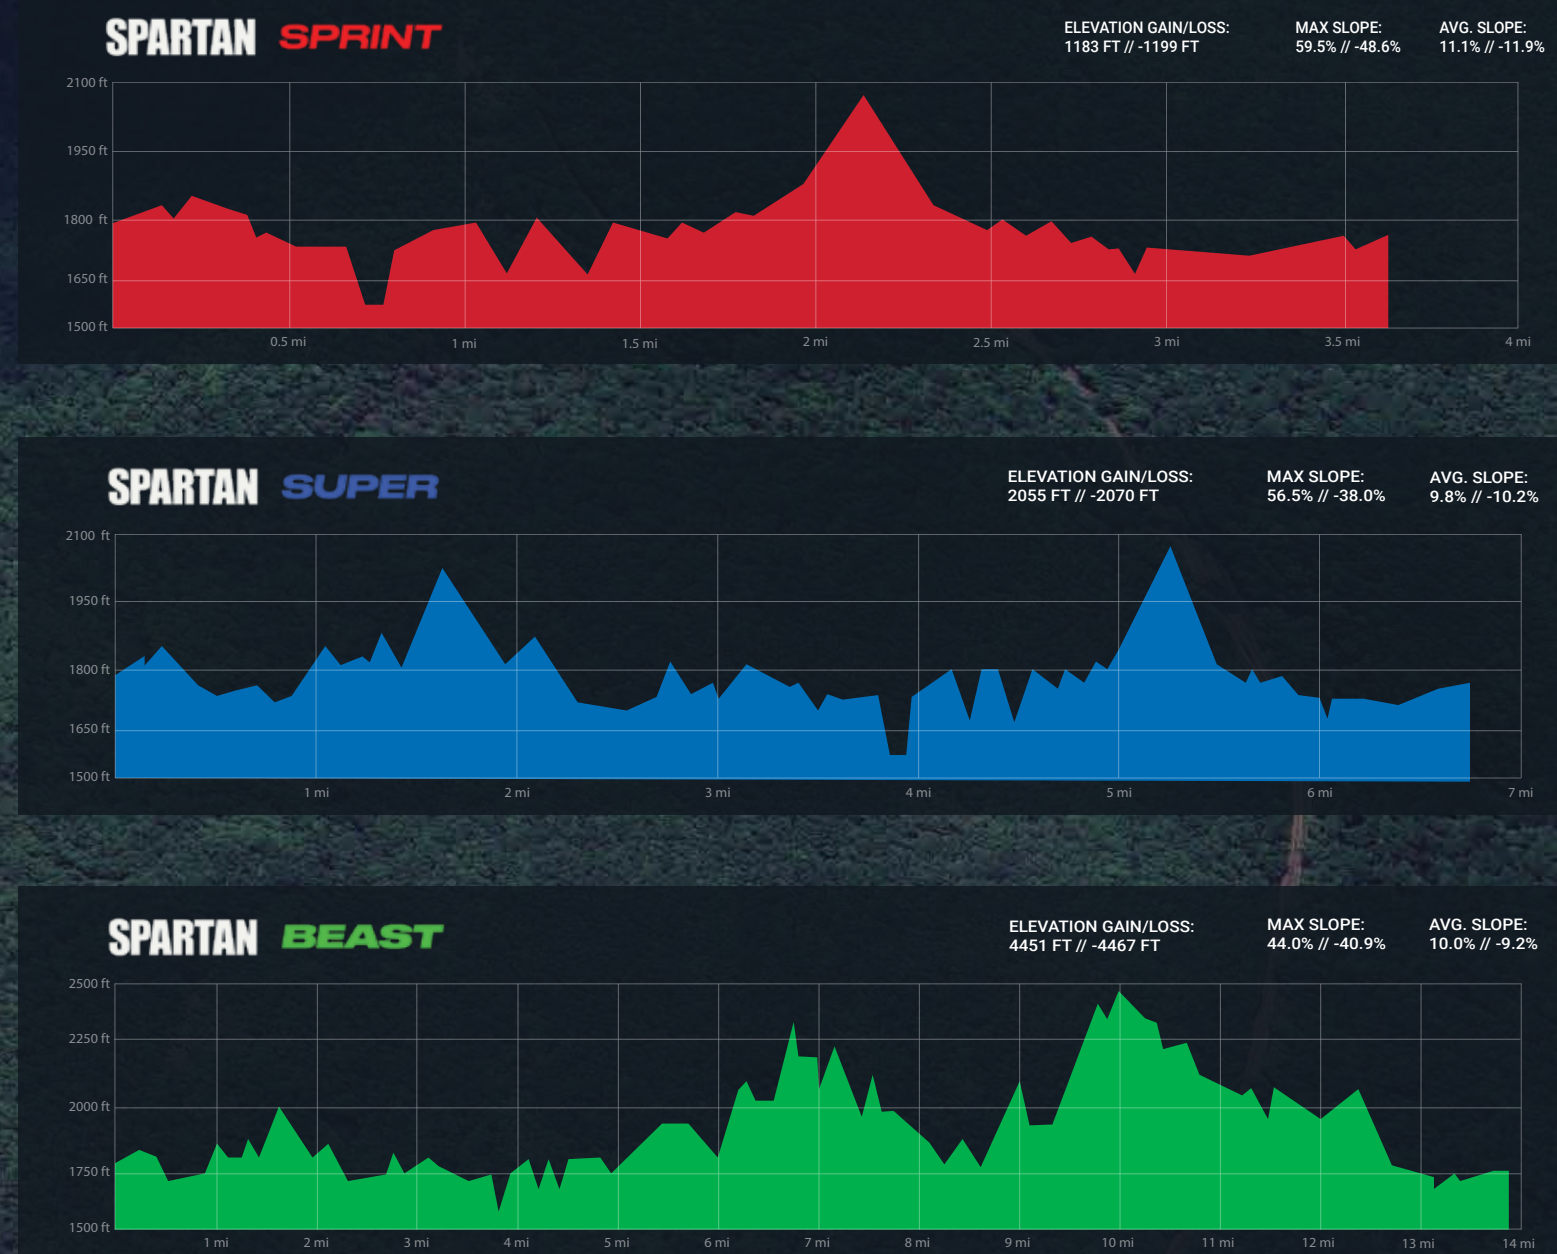 SPARTAN SPRINT
ELEVATION GAIN/LOSS: MAX SLOPE: AVG. SLOPE:
1183 FT // -1199 FT 59.5% // -48.6% 11.1% // -11.9%
2100 ft
1950 ft
1800 ft
1650 ft
1500 ft
0.5 mi 1 mi 1.5 mi 2 mi 2.5 mi 3 mi 3.5 mi 4 mi
SPARTAN SUPER
ELEVATION GAIN/LOSS: MAX SLOPE: AVG. SLOPE:
2055 FT // -2070 FT 56.5% // -38.0% 9.8% // -10.2%
2100 ft
1950 ft
1800 ft
1650 ft
1500 ft
1 mi 2 mi 3 mi 4 mi 5 mi 6 mi 7 mi
SPARTAN BEAST
ELEVATION GAIN/LOSS: MAX SLOPE: AVG. SLOPE:
4451 FT // -4467 FT 44.0% // -40.9% 10.0% // -9.2%
2500 ft
2250 ft
2000 ft
1750 ft
1500 ft
1 mi 2 mi 3 mi 4 mi 5 mi 6 mi 7 mi 8 mi 9 mi 10 mi 11 mi 12 mi 13 mi 14 mi